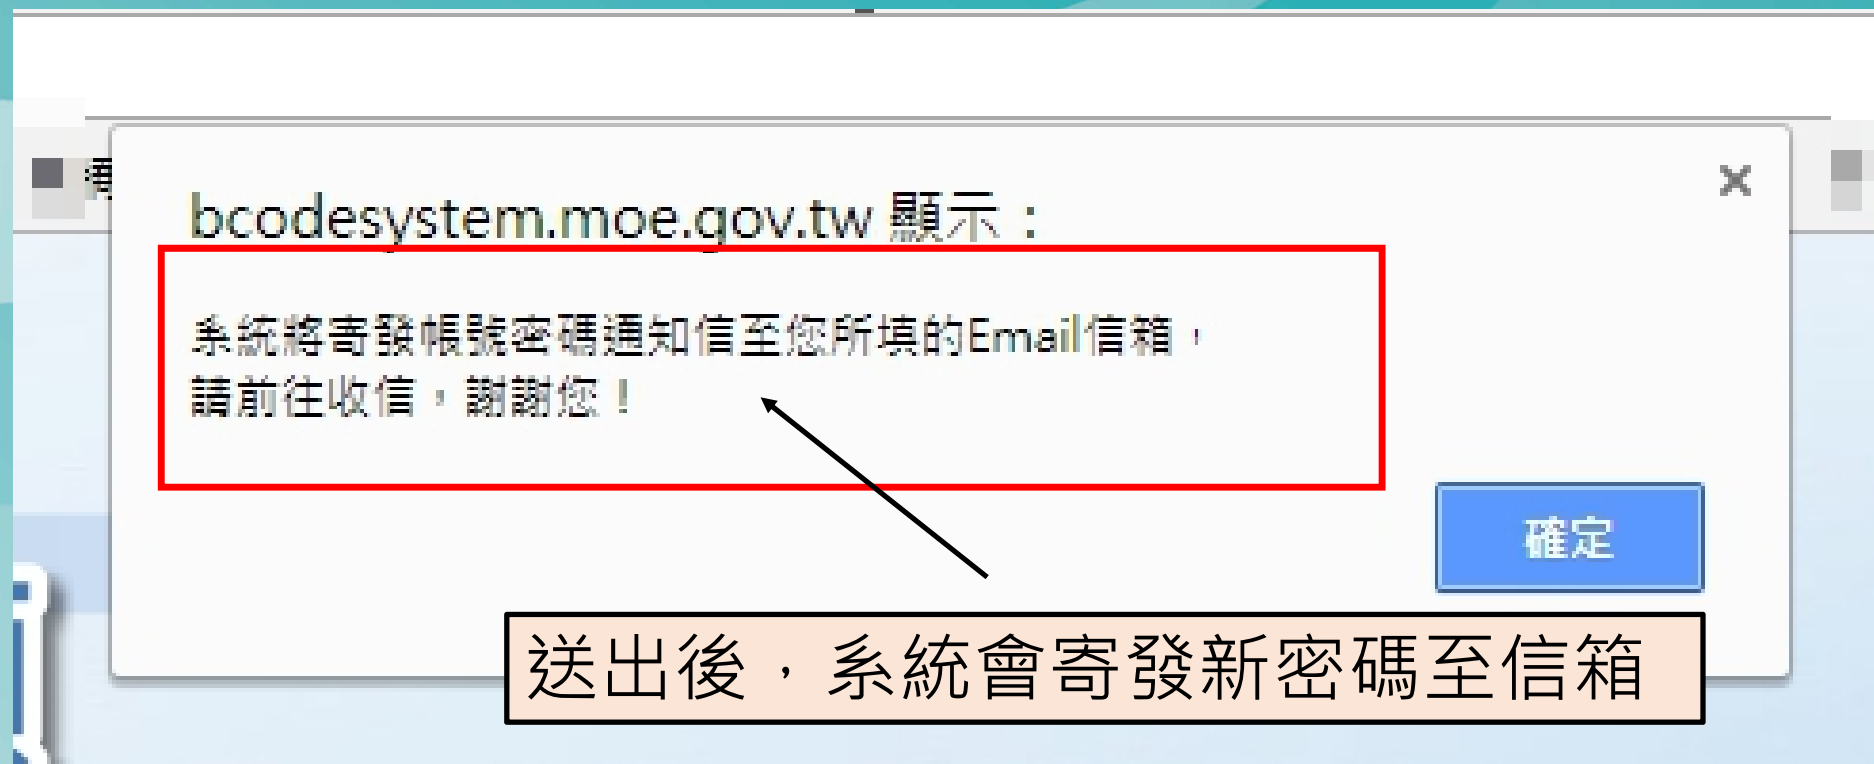 bcodesystem.moe.gov.tw 顯示：
系統將寄發帳號密碼通知信至您所填的Email信箱，
請前往收信，謝謝您！
確定
送出後，系統會寄發新密碼至信箱